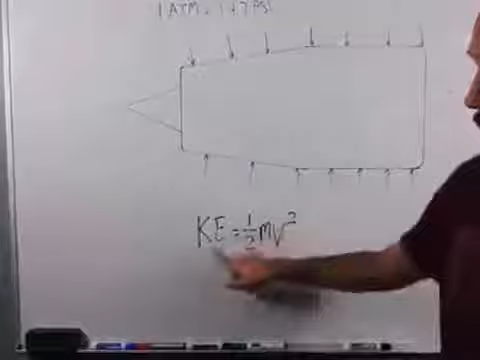 1 ATM = 14.7 PSI
KE = ½mv²